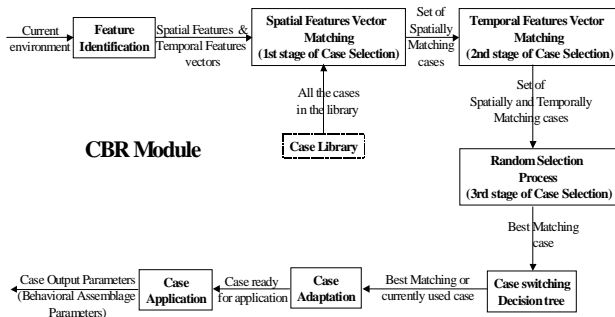 Current
environment
Feature
Identification
Spatial Features &
Temporal Features
vectors
Spatial Features Vector
Matching
(1st stage of Case Selection)
Set of
Spatially
Matching
cases
Temporal Features Vector
Matching
(2nd stage of Case Selection)
All the cases
in the library
Set of
Spatially and Temporally
Matching cases
CBR Module
Case Library
Random Selection
Process
(3rd stage of Case Selection)
Best Matching
case
Case Output Parameters
(Behavioral Assemblage
Parameters)
Case
Application
Case ready
for application
Case
Adaptation
Best Matching or
currently used case
Case switching
Decision tree